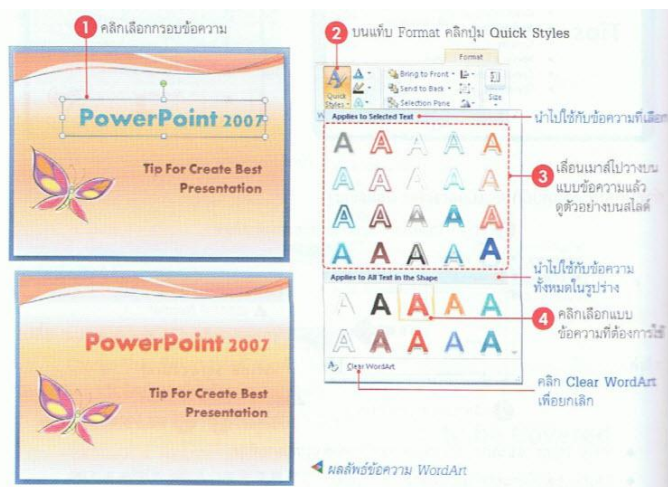 1 คลิกเลือกกรอบข้อความ
PowerPoint 2007
Tip For Create Best
Presentation
2 บนแท็บ Format คลิกปุ่ม Quick Styles
Format
Quick
Styles
Bring to Front
Send to Back
Selection Pane
Size
Applies to Selected Text
นำไปใช้กับข้อความที่เลือก
3 เลื่อนเมาส์ไปวางบน
แบบข้อความแล้ว
ดูตัวอย่างบนสไลด์
Applies to All Text in the Shape
นำไปใช้กับข้อความ
ทั้งหมดในรูปร่าง
4 คลิกเลือกแบบ
ข้อความที่ต้องการใช้
Clear WordArt
คลิก Clear WordArt
เพื่อยกเลิก
PowerPoint 2007
Tip For Create Best
Presentation
ผลลัพธ์ข้อความ WordArt